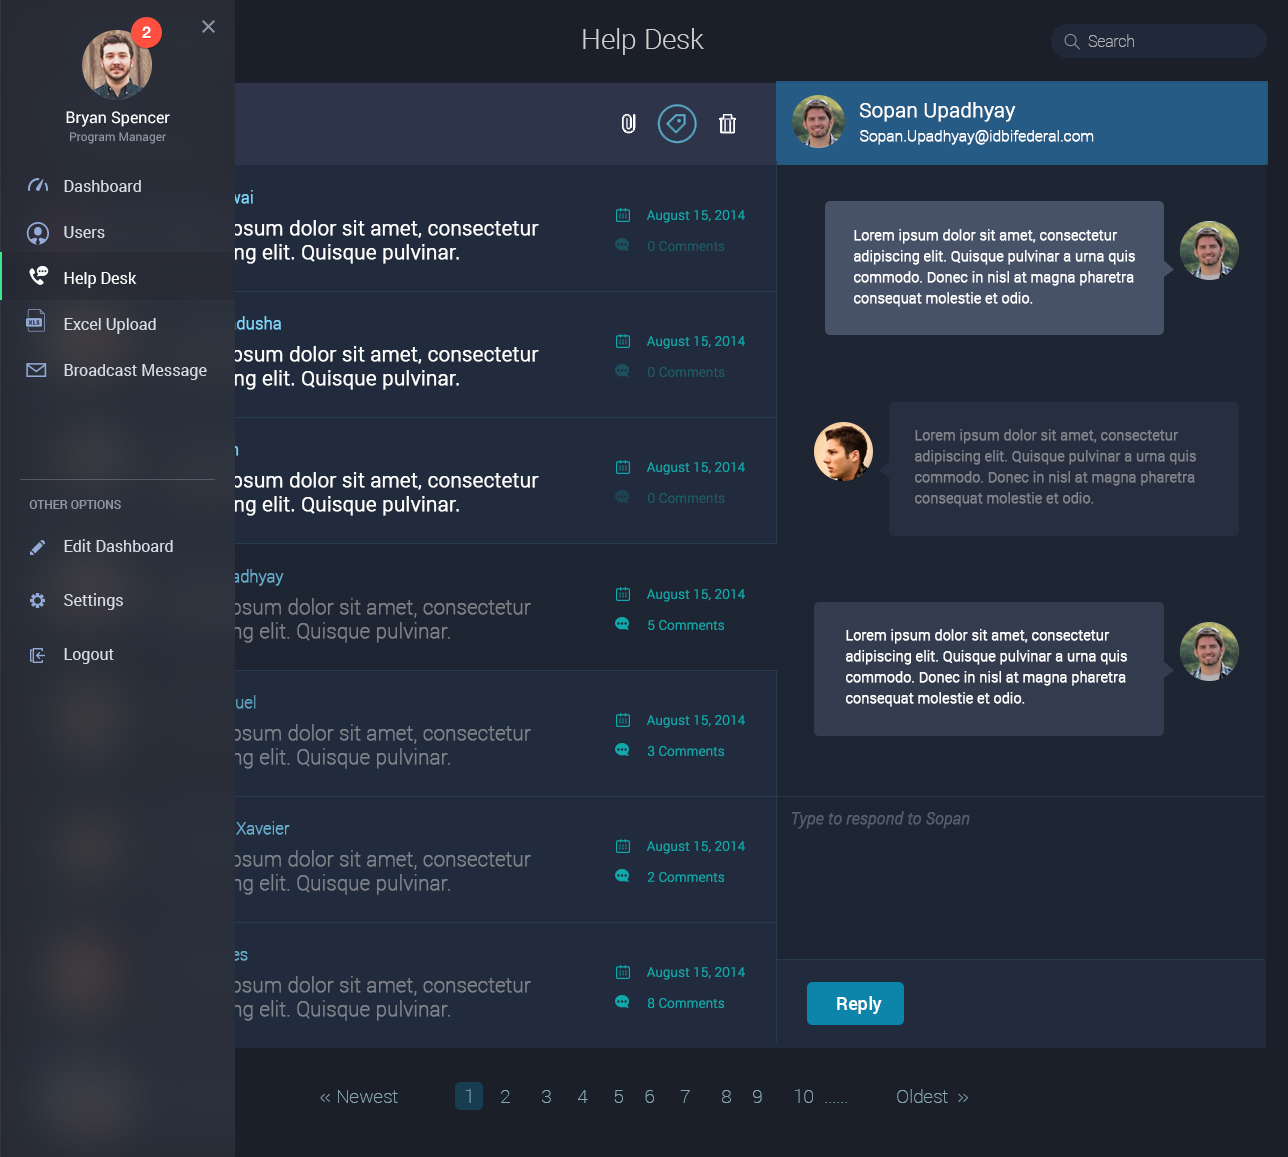 2
Bryan Spencer
Program Manager
Dashboard
Users
Help Desk
XLS
Excel Upload
Broadcast Message
OTHER OPTIONS
Edit Dashboard
Settings
Logout
Help Desk
Search
wai
psum dolor sit amet, consectetur
ng elit. Quisque pulvinar.
August 15, 2014
0 Comments
dusha
psum dolor sit amet, consectetur
ng elit. Quisque pulvinar.
August 15, 2014
0 Comments
psum dolor sit amet, consectetur
ng elit. Quisque pulvinar.
August 15, 2014
0 Comments
adhyay
psum dolor sit amet, consectetur
ng elit. Quisque pulvinar.
August 15, 2014
5 Comments
uel
psum dolor sit amet, consectetur
ng elit. Quisque pulvinar.
August 15, 2014
3 Comments
Xaveier
psum dolor sit amet, consectetur
ng elit. Quisque pulvinar.
August 15, 2014
2 Comments
es
psum dolor sit amet, consectetur
ng elit. Quisque pulvinar.
August 15, 2014
8 Comments
Sopan Upadhyay
Sopan.Upadhyay@idbifederal.com
Lorem ipsum dolor sit amet, consectetur
adipiscing elit. Quisque pulvinar a urna quis
commodo. Donec in nisl at magna pharetra
consequat molestie et odio.
Lorem ipsum dolor sit amet, consectetur
adipiscing elit. Quisque pulvinar a urna quis
commodo. Donec in nisl at magna pharetra
consequat molestie et odio.
Lorem ipsum dolor sit amet, consectetur
adipiscing elit. Quisque pulvinar a urna quis
commodo. Donec in nisl at magna pharetra
consequat molestie et odio.
Type to respond to Sopan
Reply
« Newest 1 2 3 4 5 6 7 8 9 10 ...... Oldest »